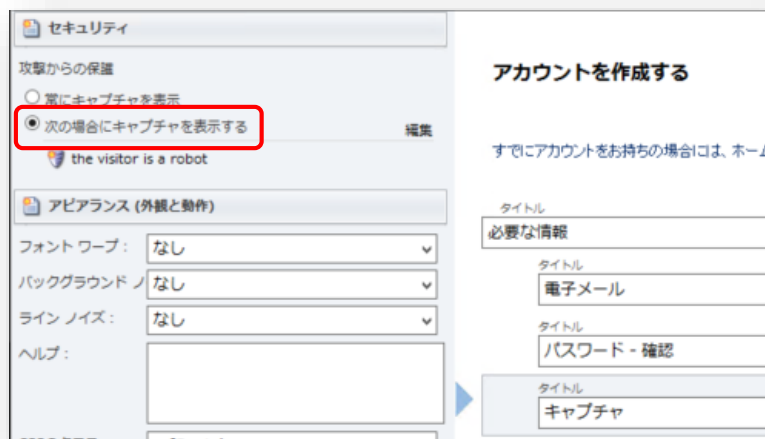 セキュリティ
攻撃からの保護
常にキャプチャを表示
次の場合にキャプチャを表示する
編集
the visitor is a robot
アピアランス (外観と動作)
フォント ワープ： なし
バックグラウンド ノ なし
ライン ノイズ： なし
ヘルプ：
アカウントを作成する
すでにアカウントをお持ちの場合には、ホーム
タイトル
必要な情報
タイトル
電子メール
タイトル
パスワード - 確認
タイトル
キャプチャ